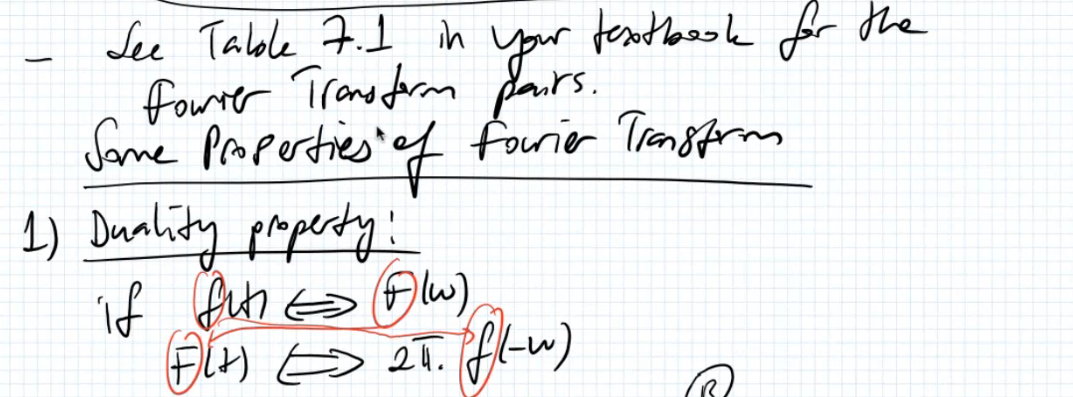 - See Table 7.1 in your textbook for the
Fourier Transform pairs.
Some Properties of Fourier Transform
1) Duality property:
if f(t) ⟺ F(w)
F(t) ⟺ 2π. f(-w)
B